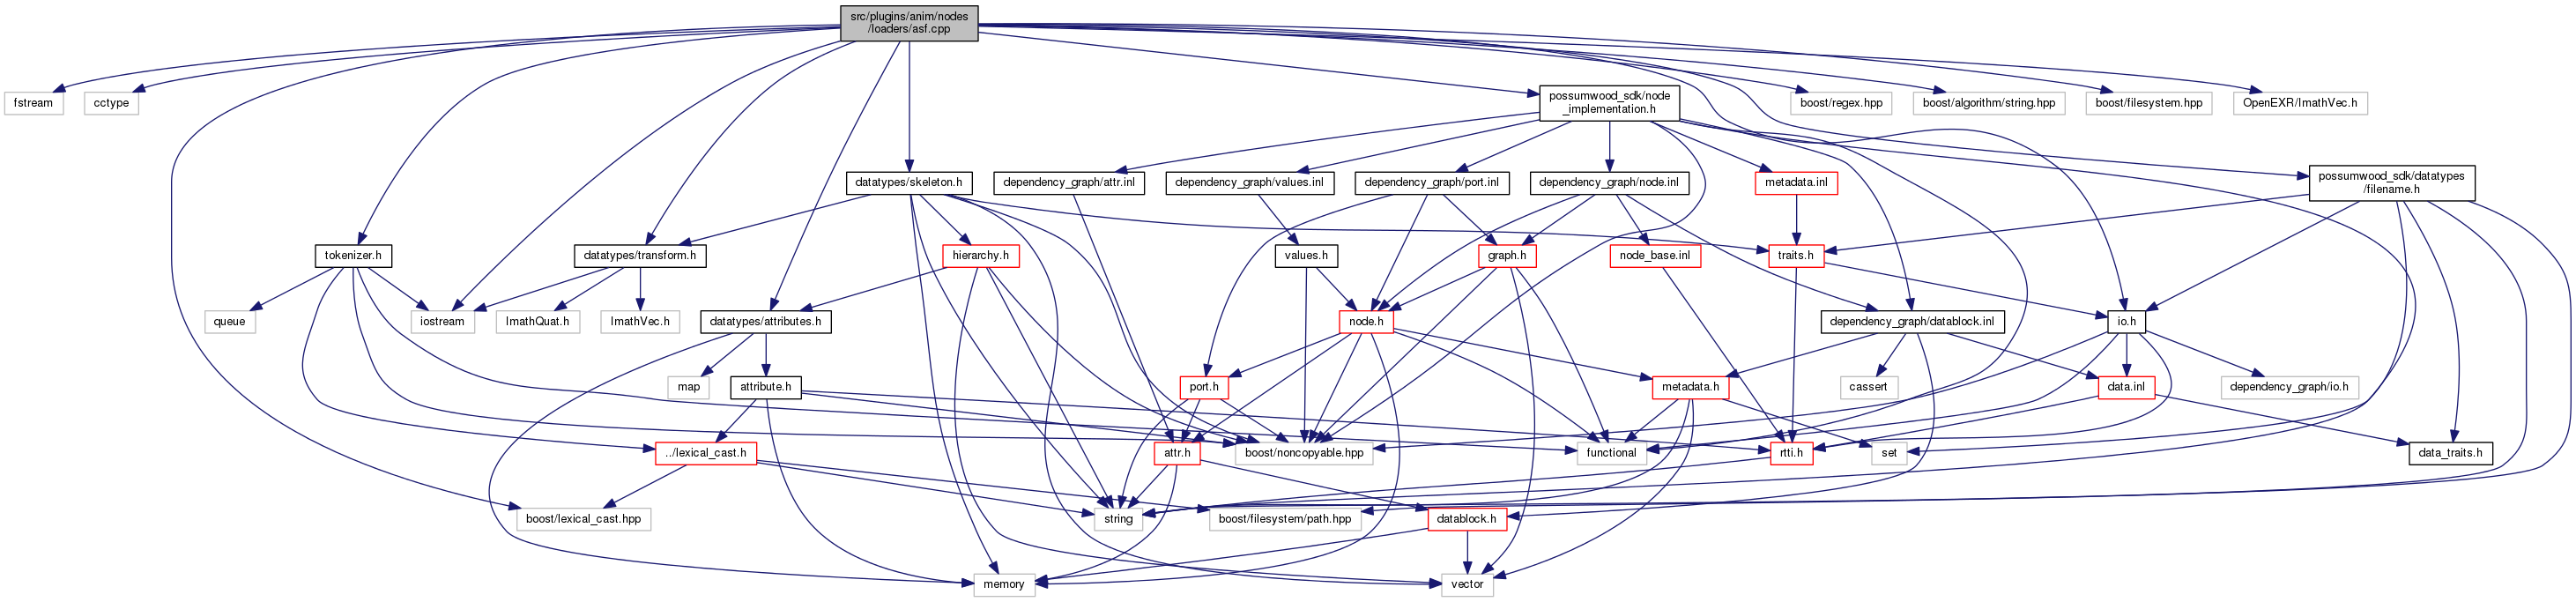 src/plugins/anim/nodes
/loaders/asf.cpp
fstream
cctype
possumwood_sdk/node
_implementation.h
boost/regex.hpp
boost/algorithm/string.hpp
boost/filesystem.hpp
OpenEXR/ImathVec.h
datatypes/skeleton.h
dependency_graph/attr.inl
dependency_graph/values.inl
dependency_graph/port.inl
dependency_graph/node.inl
metadata.inl
possumwood_sdk/datatypes
/filename.h
tokenizer.h
datatypes/transform.h
hierarchy.h
values.h
graph.h
node_base.inl
traits.h
queue
iostream
ImathQuat.h
ImathVec.h
datatypes/attributes.h
node.h
dependency_graph/datablock.inl
io.h
map
attribute.h
port.h
metadata.h
cassert
data.inl
dependency_graph/io.h
../lexical_cast.h
attr.h
boost/noncopyable.hpp
functional
rtti.h
set
data_traits.h
boost/lexical_cast.hpp
string
boost/filesystem/path.hpp
datablock.h
memory
vector